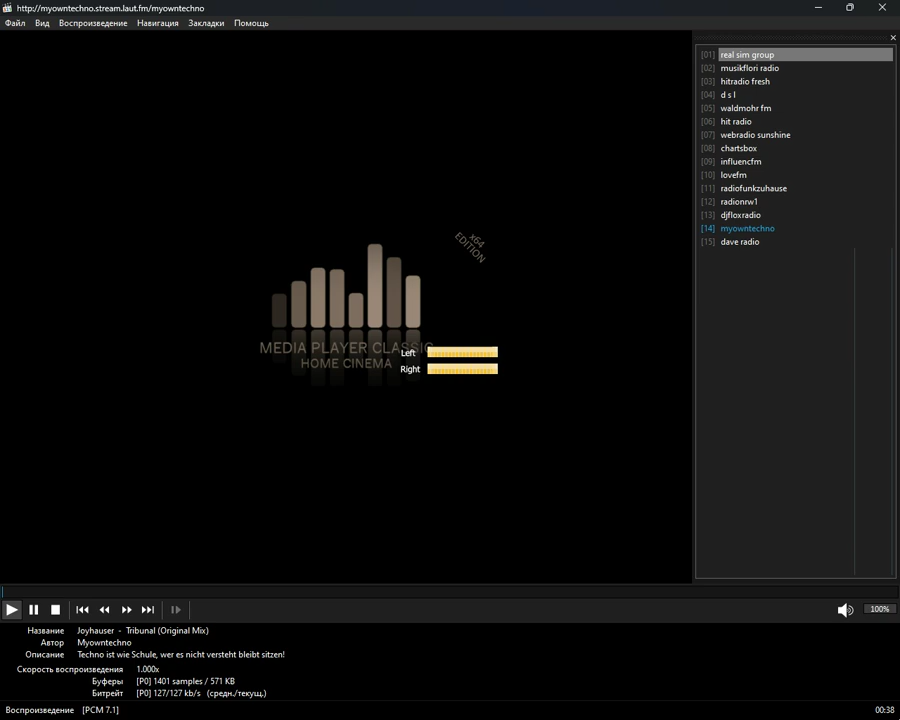 http://myowntechno.stream.laut.fm/myowntechno
Файл Вид Воспроизведение Навигация Закладки Помощь
[01] real sim group
[02] musikflori radio
[03] hitradio fresh
[04] d s l
[05] waldmohr fm
[06] hit radio
[07] webradio sunshine
[08] chartsbox
[09] influencfm
[10] lovefm
[11] radiofunkzuhause
[12] radionrw1
[13] djfloxradio
[14] myowntechno
[15] dave radio
x64
EDITION
MEDIA PLAYER CLASSIC
HOME CINEMA
Left
Right
100%
Название Joyhauser - Tribunal (Original Mix)
Автор Myowntechno
Описание Techno ist wie Schule, wer es nicht versteht bleibt sitzen!
Скорость воспроизведения 1.000x
Буферы [P0] 1401 samples / 571 KB
Битрейт [P0] 127/127 kb/s (средн./текущ.)
Воспроизведение [PCM 7.1] 00:38